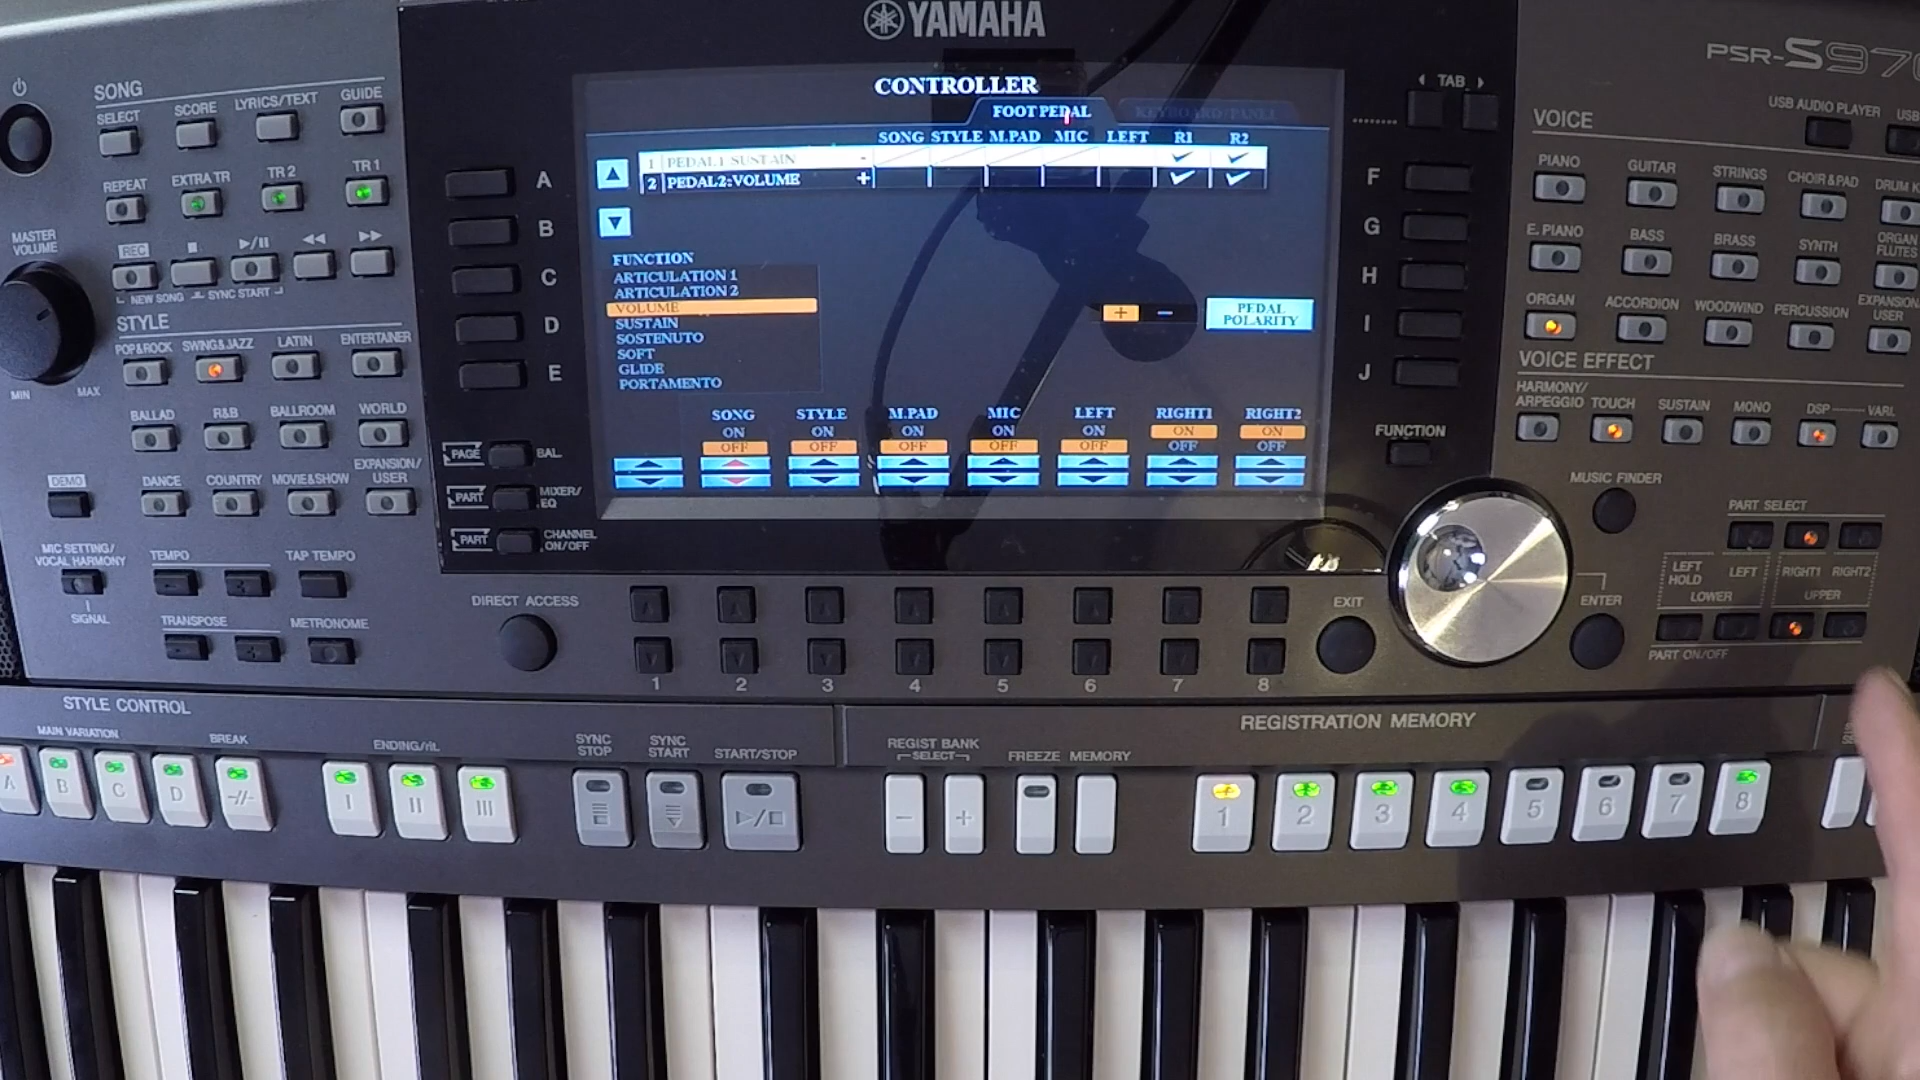 YAMAHA
PSR-S970
CONTROLLER
FOOT PEDAL
KEYBOARD/PANEL
SONG STYLE M.PAD MIC LEFT R1 R2
1 PEDAL1:SUSTAIN -
2 PEDAL2:VOLUME +
FUNCTION
ARTICULATION 1
ARTICULATION 2
VOLUME
SUSTAIN
SOSTENUTO
SOFT
GLIDE
PORTAMENTO
+ -
PEDAL
POLARITY
SONG STYLE M.PAD MIC LEFT RIGHT1 RIGHT2
ON ON ON ON ON ON ON
OFF OFF OFF OFF OFF OFF OFF
SONG
SELECT SCORE LYRICS/TEXT GUIDE
REPEAT EXTRA TR TR 2 TR 1
REC
NEW SONG SYNC START
MASTER
VOLUME
MIN MAX
STYLE
POP&ROCK SWING&JAZZ LATIN ENTERTAINER
BALLAD R&B BALLROOM WORLD
DANCE COUNTRY MOVIE&SHOW EXPANSION/
USER
DEMO
MIC SETTING/
VOCAL HARMONY
SIGNAL
TEMPO TAP TEMPO
- +
TRANSPOSE METRONOME
- +
A
B
C
D
E
PAGE BAL.
PART MIXER/
EQ
PART CHANNEL
ON/OFF
DIRECT ACCESS
1 2 3 4 5 6 7 8
F
G
H
I
J
TAB
FUNCTION
EXIT
ENTER
USB AUDIO PLAYER USB
VOICE
PIANO GUITAR STRINGS CHOIR&PAD DRUM K
E. PIANO BASS BRASS SYNTH ORGAN
FLUTES
ORGAN ACCORDION WOODWIND PERCUSSION EXPANSION/
USER
VOICE EFFECT
HARMONY/
ARPEGGIO TOUCH SUSTAIN MONO DSP VARI.
MUSIC FINDER
PART SELECT
LEFT
HOLD LEFT RIGHT1 RIGHT2
LOWER UPPER
PART ON/OFF
STYLE CONTROL
MAIN VARIATION BREAK ENDING/rit. SYNC
STOP SYNC
START START/STOP
A B C D I II III
REGISTRATION MEMORY
REGIST BANK
SELECT FREEZE MEMORY
- + 1 2 3 4 5 6 7 8